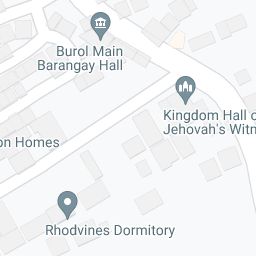 Burol Main
Barangay Hall
Kingdom Hall o
Jehovah's Witn
on Homes
Rhodvines Dormitory